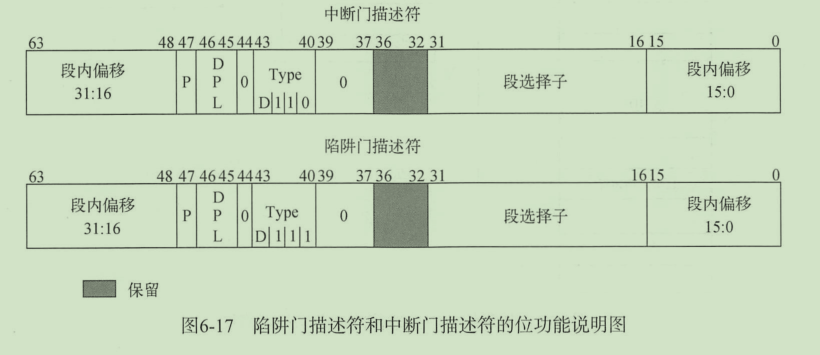 中断门描述符
63 48 47 46 45 44 43 40 39 37 36 32 31 16 15 0
段内偏移 31:16 P DPL 0 Type D 1 1 0 0 段选择子 段内偏移 15:0
陷阱门描述符
63 48 47 46 45 44 43 40 39 37 36 32 31 16 15 0
段内偏移 31:16 P DPL 0 Type D 1 1 1 0 段选择子 段内偏移 15:0
保留
图6-17 陷阱门描述符和中断门描述符的位功能说明图